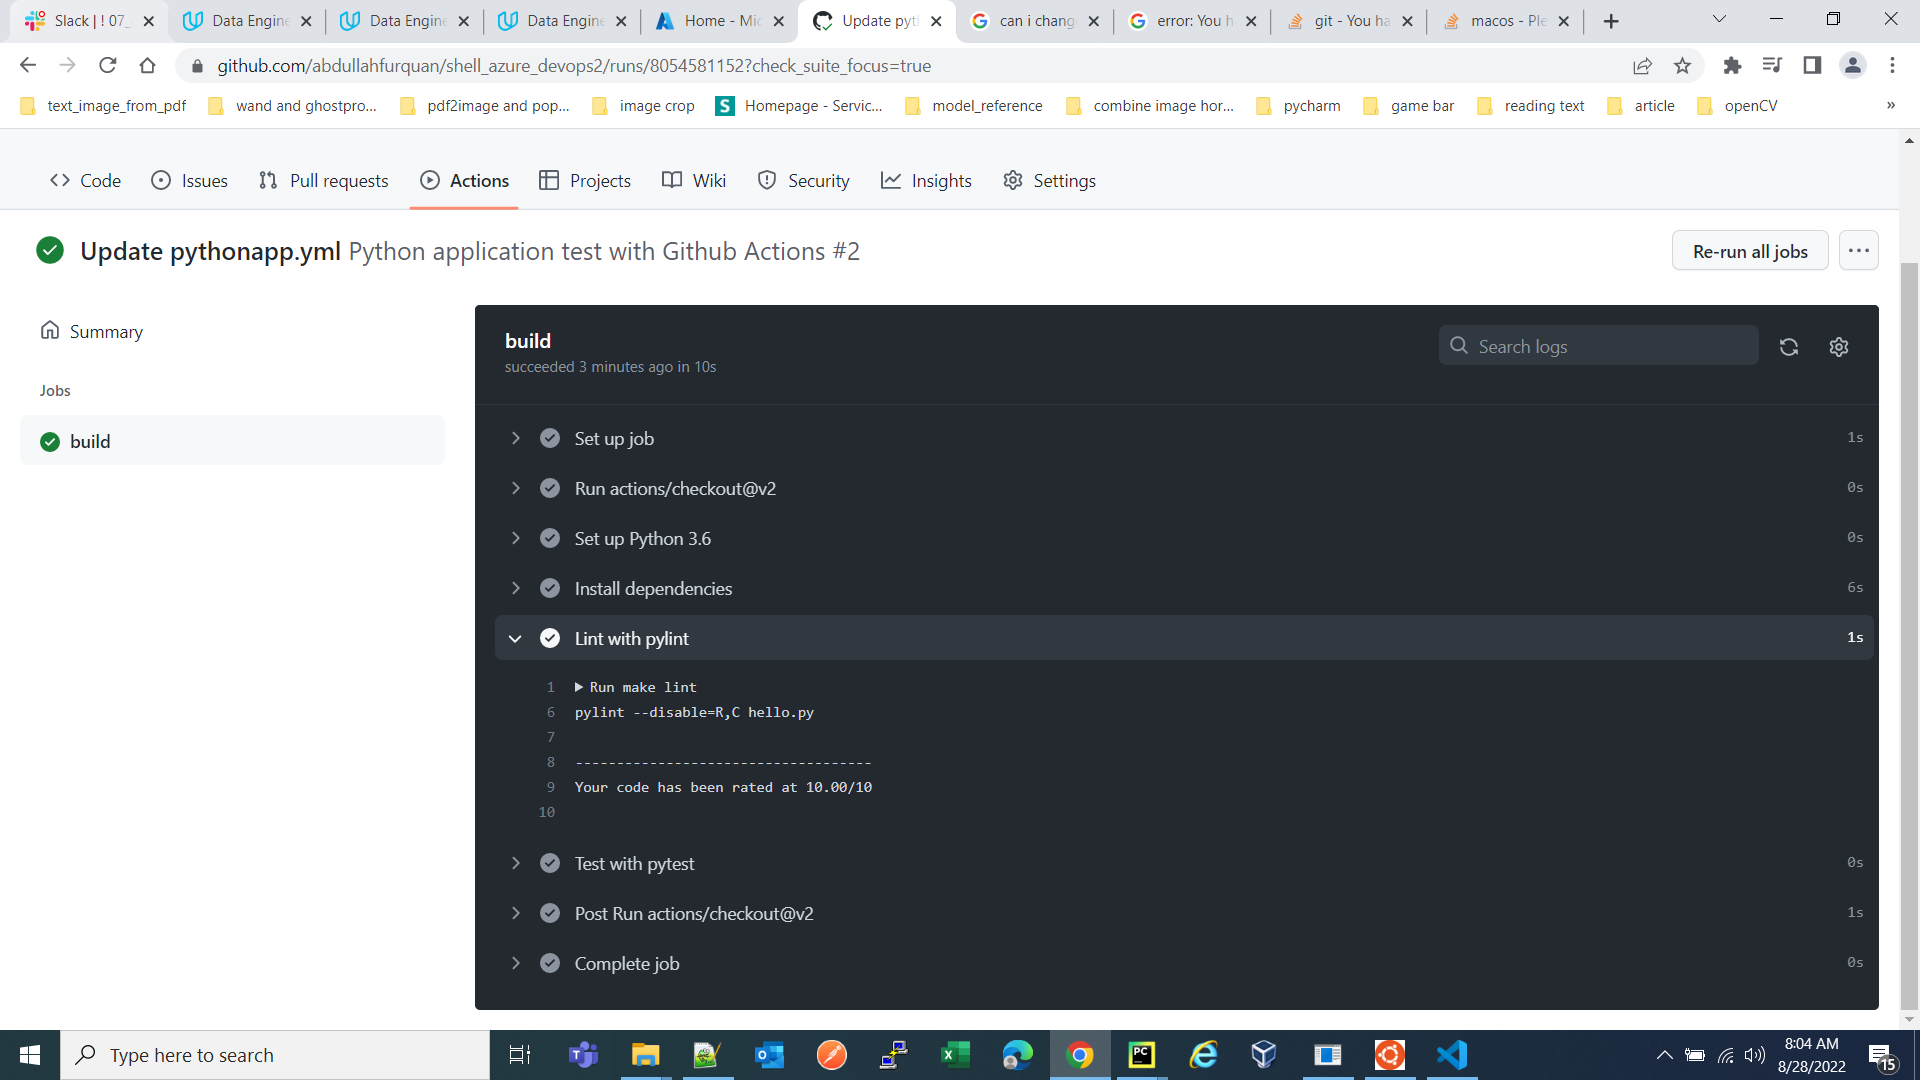 Slack | ! 07_
Data Engine
Data Engine
Data Engine
Home - Mic
Update pyth
can i chang
error: You h
git - You ha
macos - Ple
github.com/abdullahfurquan/shell_azure_devops2/runs/8054581152?check_suite_focus=true
text_image_from_pdf
wand and ghostpro...
pdf2image and pop...
image crop
S Homepage - Servic...
model_reference
combine image hor...
pycharm
game bar
reading text
article
openCV
»
Code
Issues
Pull requests
Actions
Projects
Wiki
Security
Insights
Settings
Update pythonapp.yml Python application test with Github Actions #2
Re-run all jobs
Summary
Jobs
build
build
succeeded 3 minutes ago in 10s
Search logs
Set up job 1s
Run actions/checkout@v2 0s
Set up Python 3.6 0s
Install dependencies 6s
Lint with pylint 1s
1 Run make lint
6 pylint --disable=R,C hello.py
7
8 ------------------------------------
9 Your code has been rated at 10.00/10
10
Test with pytest 0s
Post Run actions/checkout@v2 1s
Complete job 0s
Type here to search
8:04 AM
8/28/2022
15